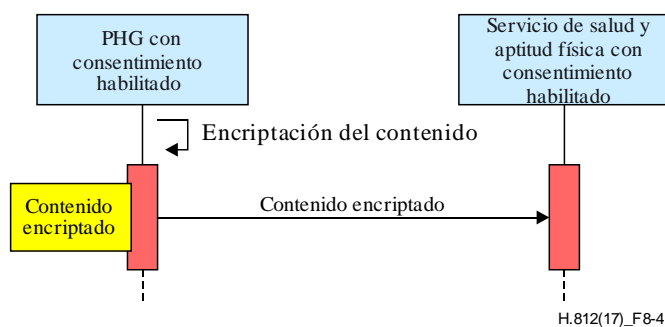 PHG con
consentimiento
habilitado
Servicio de salud y
aptitud física con
consentimiento
habilitado
Encriptación del contenido
Contenido
encriptado
Contenido encriptado
H.812(17)_F8-4